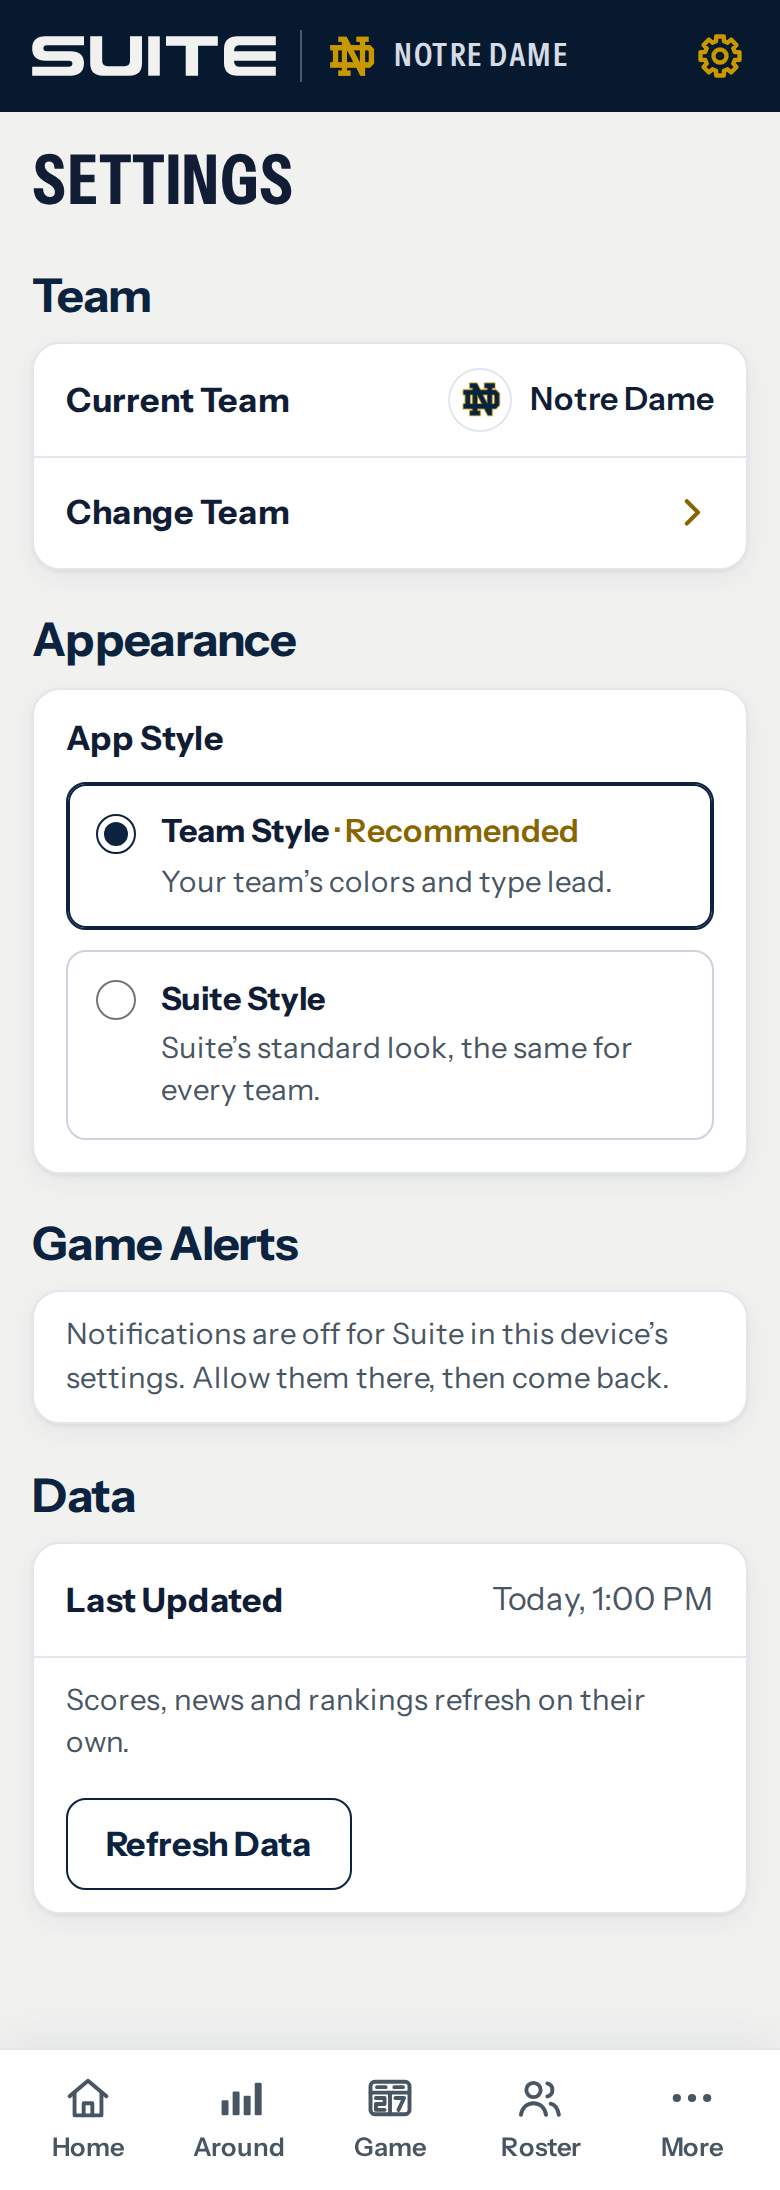 SUITE
NOTRE DAME
SETTINGS
Team
Current Team
Notre Dame
Change Team
Appearance
App Style
Team Style · Recommended
Your team’s colors and type lead.
Suite Style
Suite’s standard look, the same for
every team.
Game Alerts
Notifications are off for Suite in this device’s
settings. Allow them there, then come back.
Data
Last Updated
Today, 1:00 PM
Scores, news and rankings refresh on their
own.
Refresh Data
27
Home
Around
Game
Roster
More